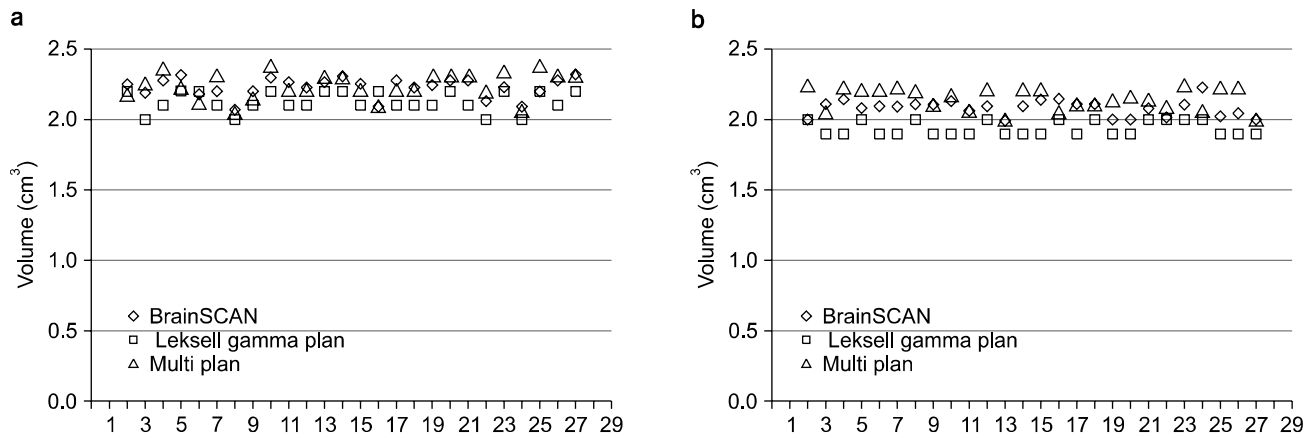 a
2.5
2.0
1.5
1.0
0.5
0.0
Volume (cm³)
BrainSCAN
Leksell gamma plan
Multi plan
1 3 5 7 9 11 13 15 17 19 21 23 25 27 29
b
2.5
2.0
1.5
1.0
0.5
0.0
Volume (cm³)
BrainSCAN
Leksell gamma plan
Multi plan
1 3 5 7 9 11 13 15 17 19 21 23 25 27 29